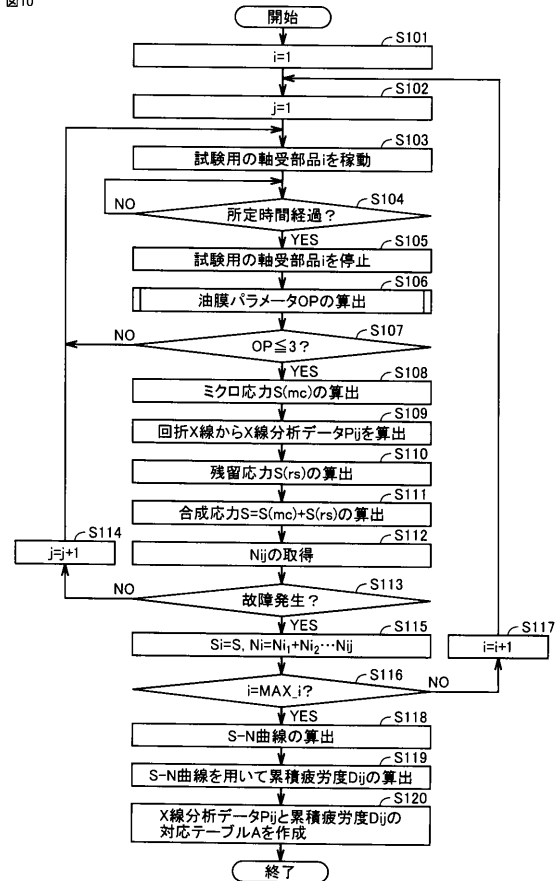 図10
開始
S101
i=1
S102
j=1
S103
試験用の軸受部品iを稼動
S104
所定時間経過?
NO
YES
S105
試験用の軸受部品iを停止
S106
油膜パラメータOPの算出
S107
OP≦3?
NO
YES
S108
ミクロ応力S(mc)の算出
S109
回折X線からX線分析データPijを算出
S110
残留応力S(rs)の算出
S111
合成応力S=S(mc)+S(rs)の算出
S112
Nijの取得
S114
j=j+1
S113
故障発生?
NO
YES
S115
Si=S, Ni=Ni₁+Ni₂…Nij
S117
i=i+1
S116
i=MAX_i?
NO
YES
S118
S-N曲線の算出
S119
S-N曲線を用いて累積疲労度Dijの算出
S120
X線分析データPijと累積疲労度Dijの
対応テーブルAを作成
終了